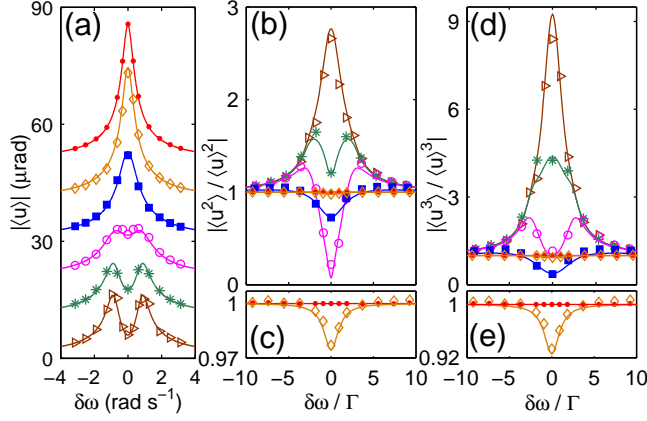 (a)
|⟨u⟩| (μrad)
90
60
30
0
−4 −2 0 2 4
δω (rad s⁻¹)
(b)
|⟨u²⟩ / ⟨u⟩²|
3
2
1
0
(c)
1
0.97
−10 −5 0 5 10
δω / Γ
(d)
|⟨u³⟩ / ⟨u⟩³|
9
6
3
0
(e)
1
0.92
−10 −5 0 5 10
δω / Γ